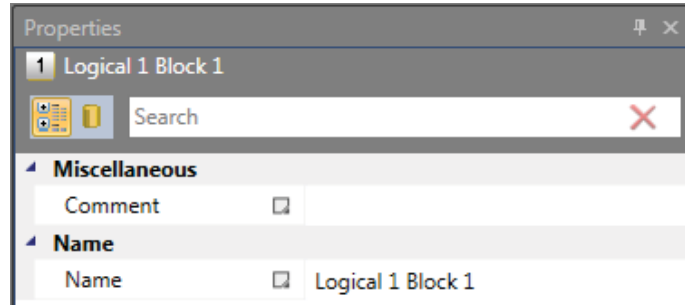 Properties
1 Logical 1 Block 1
Search
Miscellaneous
Comment
Name
Name Logical 1 Block 1